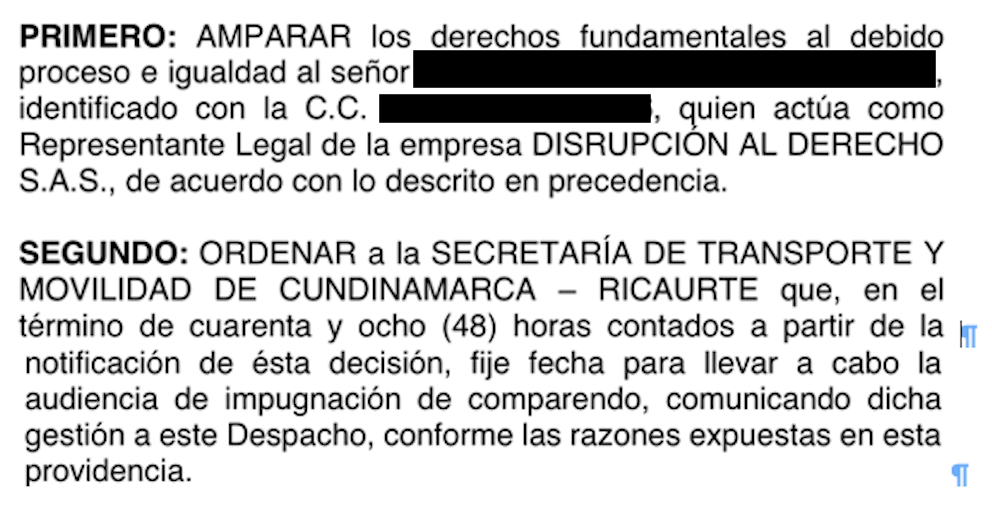 PRIMERO: AMPARAR los derechos fundamentales al debido
proceso e igualdad al señor ,
identificado con la C.C. , quien actúa como
Representante Legal de la empresa DISRUPCIÓN AL DERECHO
S.A.S., de acuerdo con lo descrito en precedencia.
SEGUNDO: ORDENAR a la SECRETARÍA DE TRANSPORTE Y
MOVILIDAD DE CUNDINAMARCA – RICAURTE que, en el
término de cuarenta y ocho (48) horas contados a partir de la ¶
notificación de ésta decisión, fije fecha para llevar a cabo la
audiencia de impugnación de comparendo, comunicando dicha
gestión a este Despacho, conforme las razones expuestas en esta
providencia. ¶